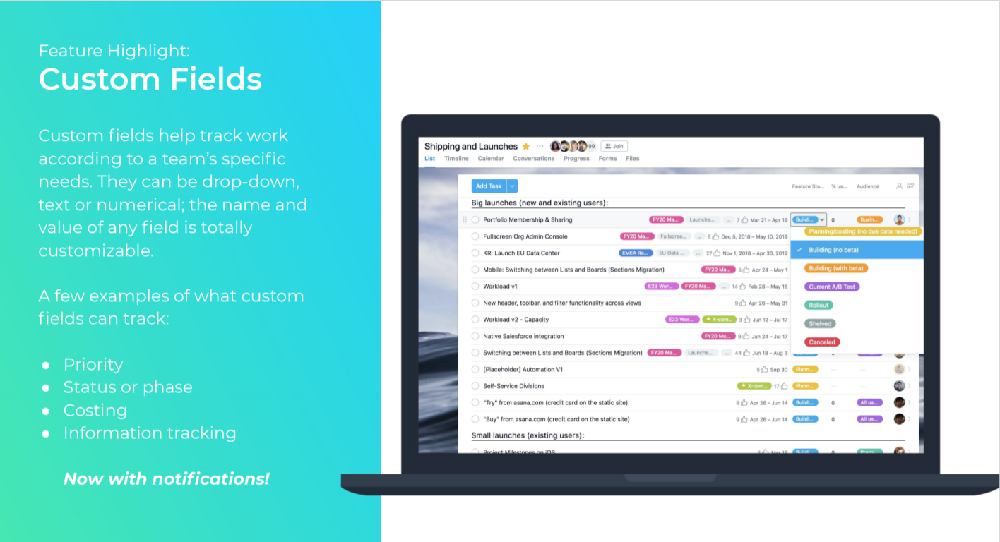 Feature Highlight:
Custom Fields
Custom fields help track work
according to a team's specific
needs. They can be drop-down,
text or numerical; the name and
value of any field is totally
customizable.
A few examples of what custom
fields can track:
● Priority
● Status or phase
● Costing
● Information tracking
Now with notifications!
Shipping and Launches ... 99 Join
List Timeline Calendar Conversations Progress Forms Files
Add Task Feature Sta... % us... Audience
Big launches (new and existing users):
Portfolio Membership & Sharing FY20 Ma... Launche... ... 7 Mar 21 – Apr 19 Buildi... 0 Busin...
Planning/costing (no due date needed)
Fullscreen Org Admin Console FY20 Ma... Fullscree... ... 8 Dec 5, 2018 – May 10, 2019
Building (no beta)
KR: Launch EU Data Center EMEA Re... EU Data ... ... 27 Nov 1, 2018 – Apr 30, 2019
Building (with beta)
Mobile: Switching between Lists and Boards (Sections Migration) FY20 Ma... 5 Apr 24 – May 1
Workload v1 E23 Wor... FY20 Ma... ... 14 Feb 28 – May 15
Current A/B Test
New header, toolbar, and filter functionality across views 9 Apr 26 – May 31
Rollout
Workload v2 - Capacity E23 Wor... X-com... 3 Jun 12 – Jul 17
Shelved
Native Salesforce integration FY20 Ma... 9 Jun 24 – Jul 17
Canceled
Switching between Lists and Boards (Sections Migration) FY20 Ma... Launche... ... 44 Jun 18 – Aug 3
[Placeholder] Automation V1 5 Sep 30 Plann... — —
Self-Service Divisions X-com... 17 Plann... — —
"Try" from asana.com (credit card on the static site) 8 Apr 26 – Jun 14 Buildi... 0 All us...
"Buy" from asana.com (credit card on the static site) 9 Apr 26 – Jun 14 Buildi... 0 All us...
Small launches (existing users):
Project Milestones on iOS 3 Mar 19 Buildi... 0 Premi...